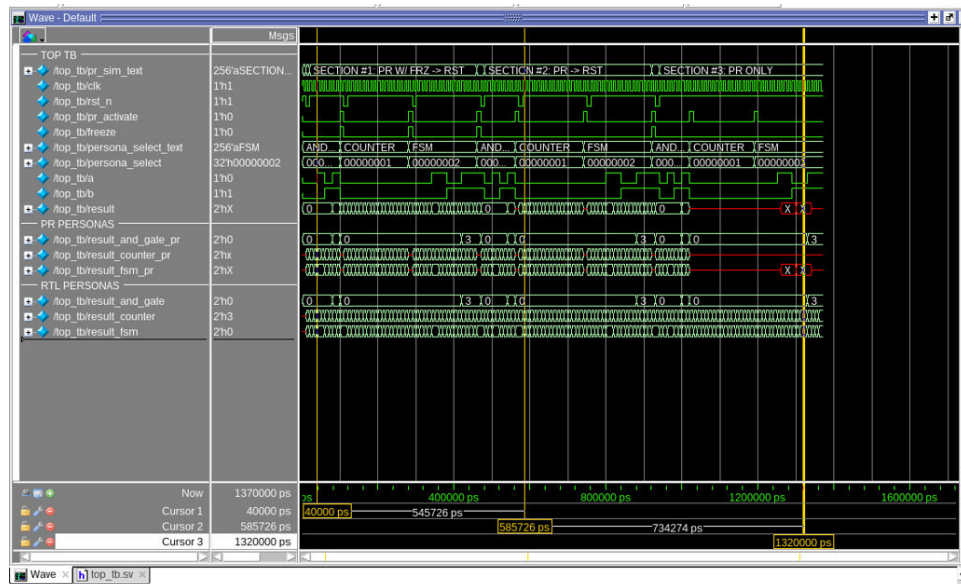 Wave - Default
Msgs
TOP TB
/top_tb/pr_sim_text 256'aSECTION... SECTION #1: PR W/ FRZ -> RST SECTION #2: PR -> RST SECTION #3: PR ONLY
/top_tb/clk 1'h1
/top_tb/rst_n 1'h1
/top_tb/pr_activate 1'h0
/top_tb/freeze 1'h0
/top_tb/persona_select_text 256'aFSM AND... COUNTER FSM AND... COUNTER FSM AND... COUNTER FSM
/top_tb/persona_select 32'h00000002 000... 00000001 00000002 000... 00000001 00000002 000... 00000001 00000002
/top_tb/a 1'h0
/top_tb/b 1'h1
/top_tb/result 2'hX 0 0 0 X X
PR PERSONAS
/top_tb/result_and_gate_pr 2'h0 0 0 3 0 0 3 0 0 3
/top_tb/result_counter_pr 2'hx
/top_tb/result_fsm_pr 2'hX X X
RTL PERSONAS
/top_tb/result_and_gate 2'h0 0 0 3 0 0 3 0 0 3
/top_tb/result_counter 2'h3
/top_tb/result_fsm 2'h0
Now 1370000 ps ps 400000 ps 800000 ps 1200000 ps 1600000 ps
Cursor 1 40000 ps 40000 ps 545726 ps
Cursor 2 585726 ps 585726 ps 734274 ps
Cursor 3 1320000 ps 1320000 ps
Wave top_tb.sv